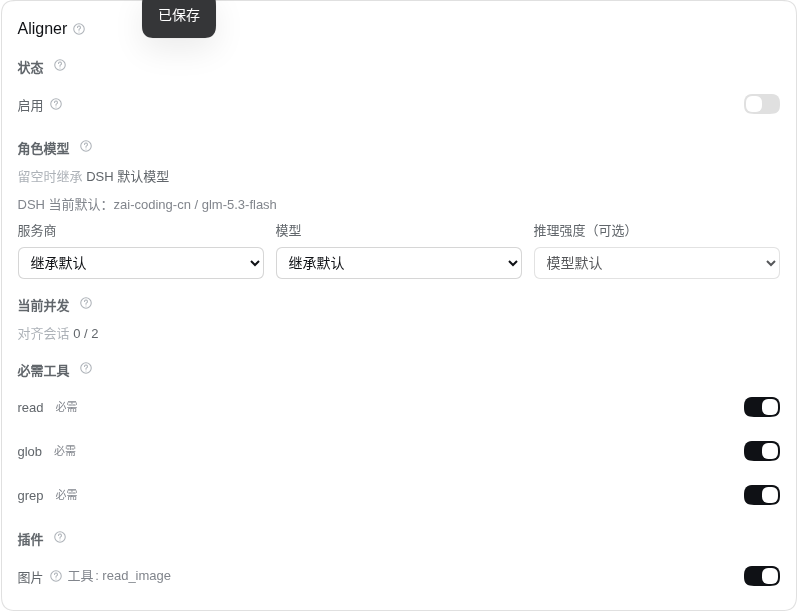 已保存
Aligner
状态
启用
角色模型
留空时继承 DSH 默认模型
DSH 当前默认：zai-coding-cn / glm-5.3-flash
服务商 模型 推理强度（可选）
继承默认 继承默认 模型默认
当前并发
对齐会话 0 / 2
必需工具
read 必需
glob 必需
grep 必需
插件
图片 工具: read_image